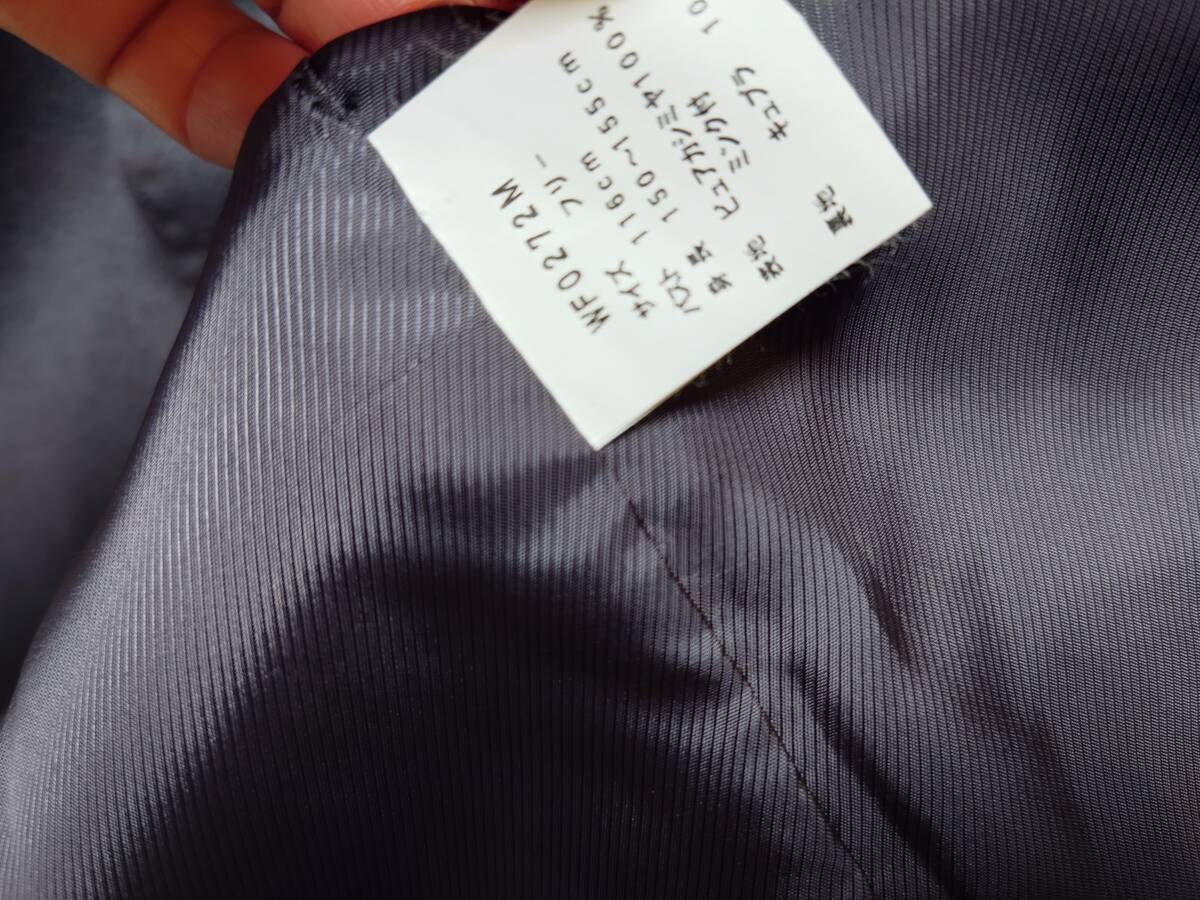 WF0272M
サイズ フリー
バスト 116cm
身長 150~155cm
表地 ピュアカシミヤ100%
ミンク付
裏地 キュプラ 10